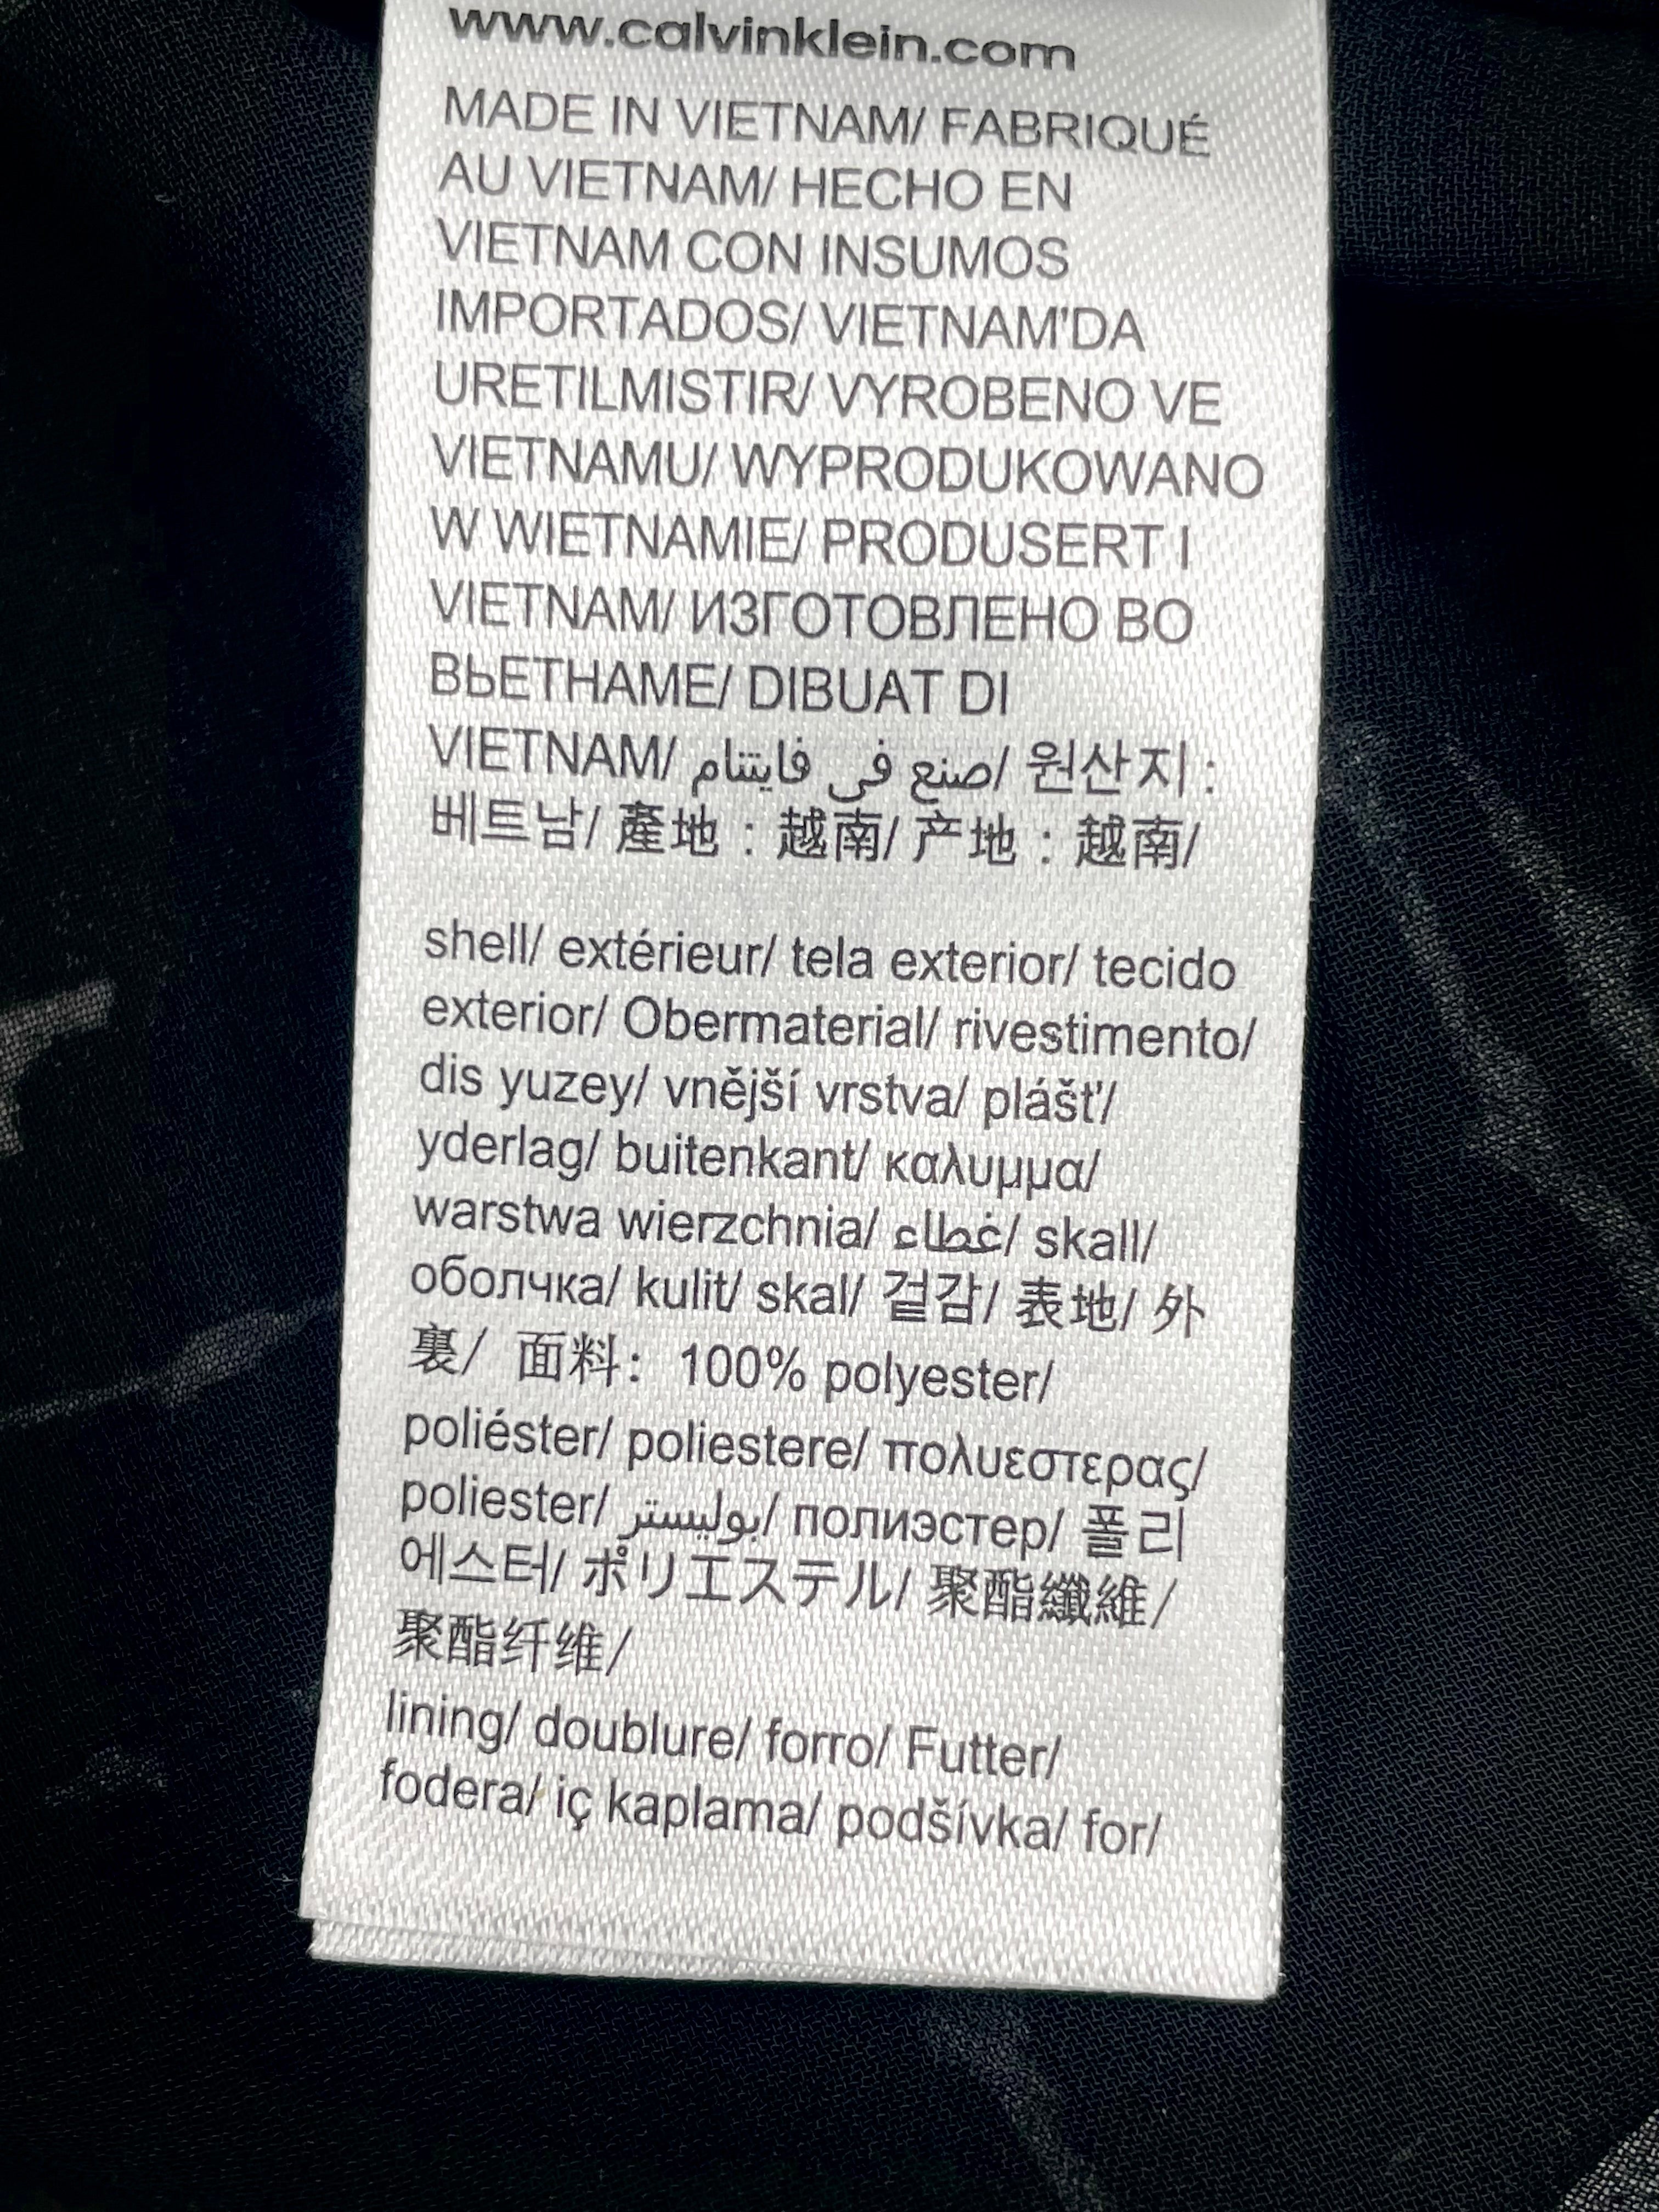 www.calvinklein.com
MADE IN VIETNAM/ FABRIQUÉ
AU VIETNAM/ HECHO EN
VIETNAM CON INSUMOS
IMPORTADOS/ VIETNAM'DA
URETILMISTIR/ VYROBENO VE
VIETNAMU/ WYPRODUKOWANO
W WIETNAMIE/ PRODUSERT I
VIETNAM/ ИЗГОТОВЛЕНО ВО
ВЬЕТНАМЕ/ DIBUAT DI
VIETNAM/ صنع في فايتنام/ 원산지 :
베트남/ 產地 : 越南/ 产地 : 越南/
shell/ extérieur/ tela exterior/ tecido
exterior/ Obermaterial/ rivestimento/
dis yuzey/ vnější vrstva/ plášť/
yderlag/ buitenkant/ καλυμμα/
warstwa wierzchnia/ غطاء/ skall/
оболчка/ kulit/ skal/ 겉감/ 表地/ 外
裏/ 面料: 100% polyester/
poliéster/ poliestere/ πολυεστερας/
poliester/ بوليستر/ полиэстер/ 폴리
에스터/ ポリエステル/ 聚酯纖維/
聚酯纤维/
lining/ doublure/ forro/ Futter/
fodera/ iç kaplama/ podšívka/ for/